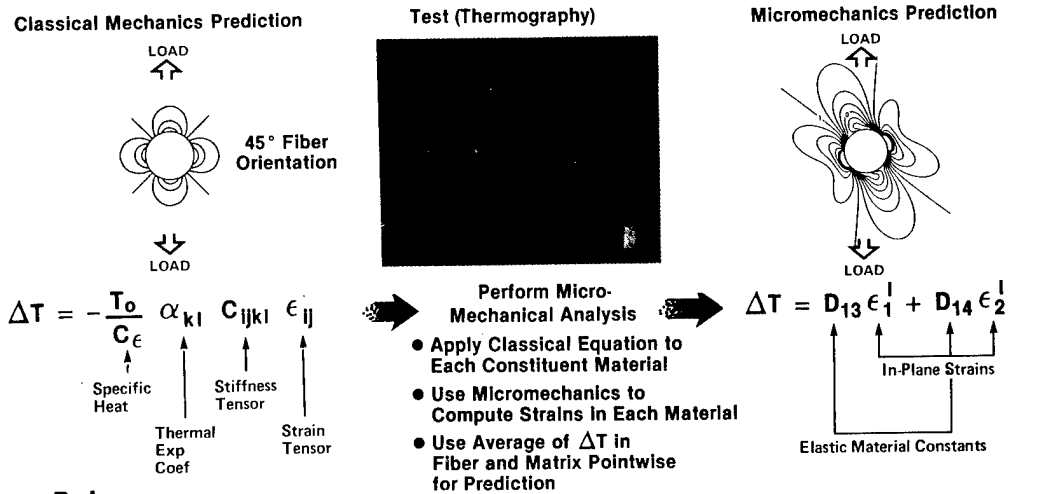 Classical Mechanics Prediction
LOAD
45° Fiber
Orientation
LOAD
Test (Thermography)
Micromechanics Prediction
LOAD
LOAD
ΔT = - To/Cϵ αkl Cijkl ϵij
Specific
Heat
Thermal
Exp
Coef
Stiffness
Tensor
Strain
Tensor
Perform Micro-
Mechanical Analysis
• Apply Classical Equation to
Each Constituent Material
• Use Micromechanics to
Compute Strains in Each Material
• Use Average of ΔT in
Fiber and Matrix Pointwise
for Prediction
ΔT = D13 ϵ1^l + D14 ϵ2^l
In-Plane Strains
Elastic Material Constants